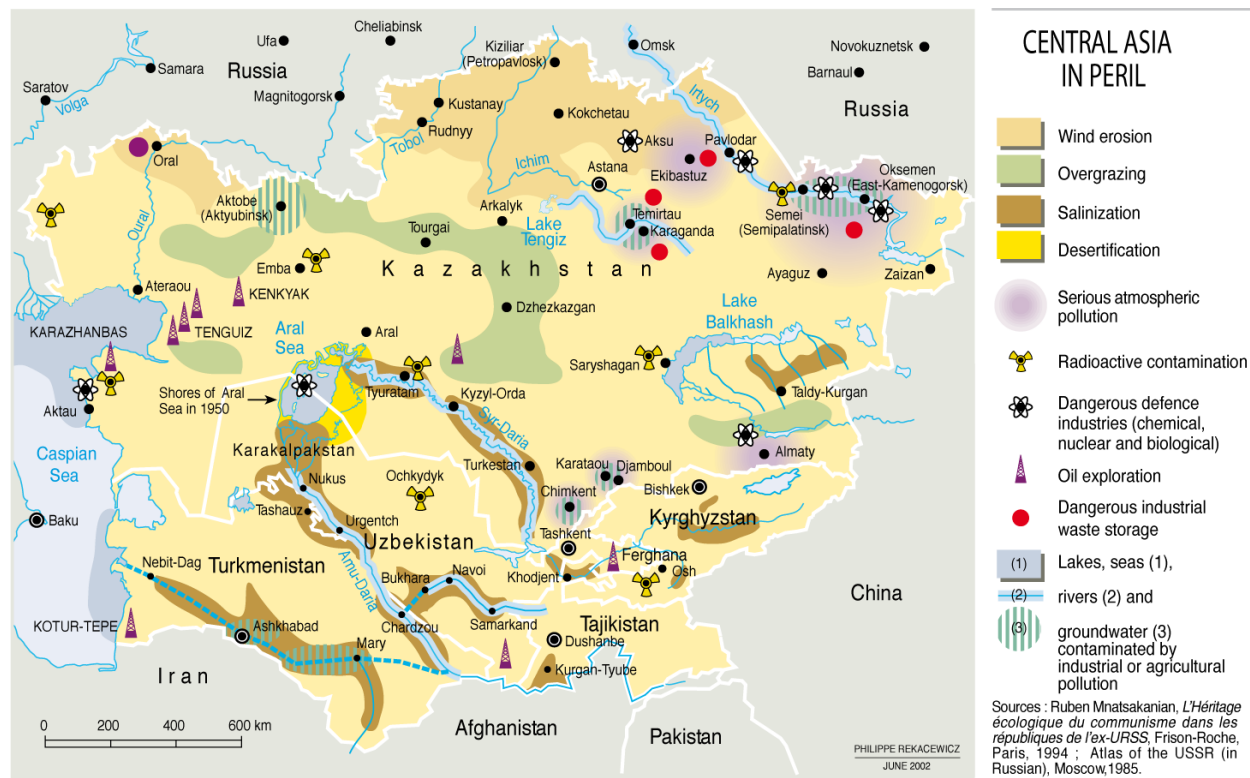 CENTRAL ASIA
IN PERIL
Wind erosion
Overgrazing
Salinization
Desertification
Serious atmospheric
pollution
Radioactive contamination
Dangerous defence
industries (chemical,
nuclear and biological)
Oil exploration
Dangerous industrial
waste storage
(1)
Lakes, seas (1),
(2)
rivers (2) and
(3)
groundwater (3)
contaminated by
industrial or agricultural
pollution
Sources : Ruben Mnatsakanian, L'Héritage
écologique du communisme dans les
républiques de l'ex-URSS, Frison-Roche,
Paris, 1994 ; Atlas of the USSR (in
Russian), Moscow,1985.
Cheliabinsk
Ufa
Samara
Russia
Saratov
Volga
Magnitogorsk
Kiziliar
(Petropavlosk)
Omsk
Novokuznetsk
Barnaul
Russia
Irtych
Kustanay
Rudnyy
Tobol
Kokchetau
Oral
Ichim
Aksu
Pavlodar
Astana
Ekibastuz
Oksemen
(East-Kamenogorsk)
Semei
(Semipalatinsk)
Aktobe
(Aktyubinsk)
Oural
Arkalyk
Tourgai
Lake
Tengiz
Temirtau
Karaganda
Emba
Kazakhstan
Ayaguz
Zaizan
Ateraou
KENKYAK
Dzhezkazgan
KARAZHANBAS
TENGUIZ
Aral
Sea
Aral
Lake
Balkhash
Saryshagan
Shores of Aral
Sea in 1950
Tyuratam
Kyzyl-Orda
Taldy-Kurgan
Aktau
Syr-Daria
Caspian
Sea
Karakalpakstan
Almaty
Turkestan
Karataou
Djamboul
Nukus
Ochkydyk
Chimkent
Bishkek
Tashauz
Baku
Urgentch
Tashkent
Kyrghyzstan
Uzbekistan
Ferghana
Nebit-Dag
Turkmenistan
Amu-Daria
Navoi
Khodjent
Osh
Bukhara
China
KOTUR-TEPE
Ashkhabad
Chardzou
Samarkand
Tajikistan
Mary
Dushanbe
Iran
Kurgan-Tyube
Afghanistan
Pakistan
0 200 400 600 km
PHILIPPE REKACEWICZ
JUNE 2002